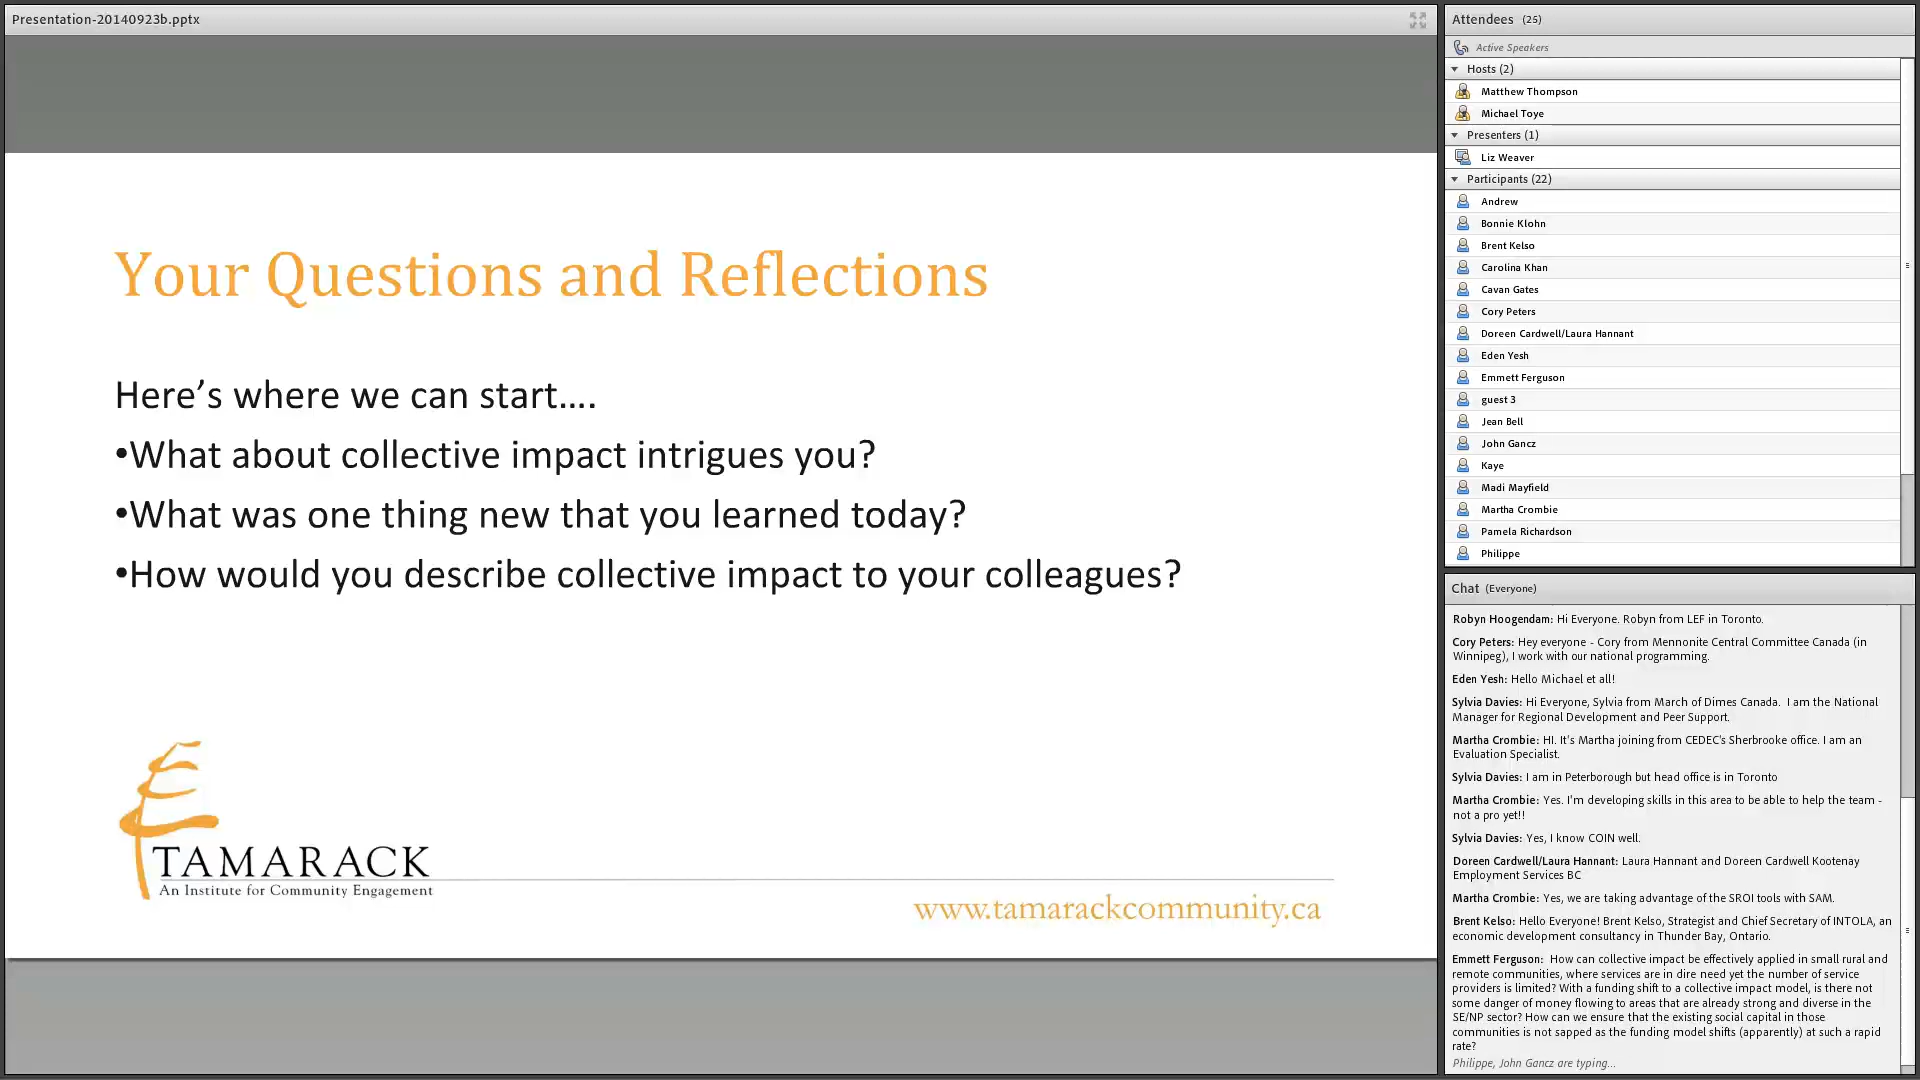 Presentation-20140923b.pptx
Your Questions and Reflections
Here’s where we can start....
•What about collective impact intrigues you?
•What was one thing new that you learned today?
•How would you describe collective impact to your colleagues?
TAMARACK
An Institute for Community Engagement
www.tamarackcommunity.ca
Attendees (25)
Active Speakers
Hosts (2)
Matthew Thompson
Michael Toye
Presenters (1)
Liz Weaver
Participants (22)
Andrew
Bonnie Klohn
Brent Kelso
Carolina Khan
Cavan Gates
Cory Peters
Doreen Cardwell/Laura Hannant
Eden Yesh
Emmett Ferguson
guest 3
Jean Bell
John Gancz
Kaye
Madi Mayfield
Martha Crombie
Pamela Richardson
Philippe
Chat (Everyone)
Robyn Hoogendam: Hi Everyone. Robyn from LEF in Toronto.
Cory Peters: Hey everyone - Cory from Mennonite Central Committee Canada (in
Winnipeg), I work with our national programming.
Eden Yesh: Hello Michael et all!
Sylvia Davies: Hi Everyone, Sylvia from March of Dimes Canada. I am the National
Manager for Regional Development and Peer Support.
Martha Crombie: HI. It's Martha joining from CEDEC's Sherbrooke office. I am an
Evaluation Specialist.
Sylvia Davies: I am in Peterborough but head office is in Toronto
Martha Crombie: Yes. I'm developing skills in this area to be able to help the team -
not a pro yet!!
Sylvia Davies: Yes, I know COIN well.
Doreen Cardwell/Laura Hannant: Laura Hannant and Doreen Cardwell Kootenay
Employment Services BC
Martha Crombie: Yes, we are taking advantage of the SROI tools with SAM.
Brent Kelso: Hello Everyone! Brent Kelso, Strategist and Chief Secretary of INTOLA, an
economic development consultancy in Thunder Bay, Ontario.
Emmett Ferguson: How can collective impact be effectively applied in small rural and
remote communities, where services are in dire need yet the number of service
providers is limited? With a funding shift to a collective impact model, is there not
some danger of money flowing to areas that are already strong and diverse in the
SE/NP sector? How can we ensure that the existing social capital in those
communities is not sapped as the funding model shifts (apparently) at such a rapid
rate?
Philippe, John Gancz are typing...